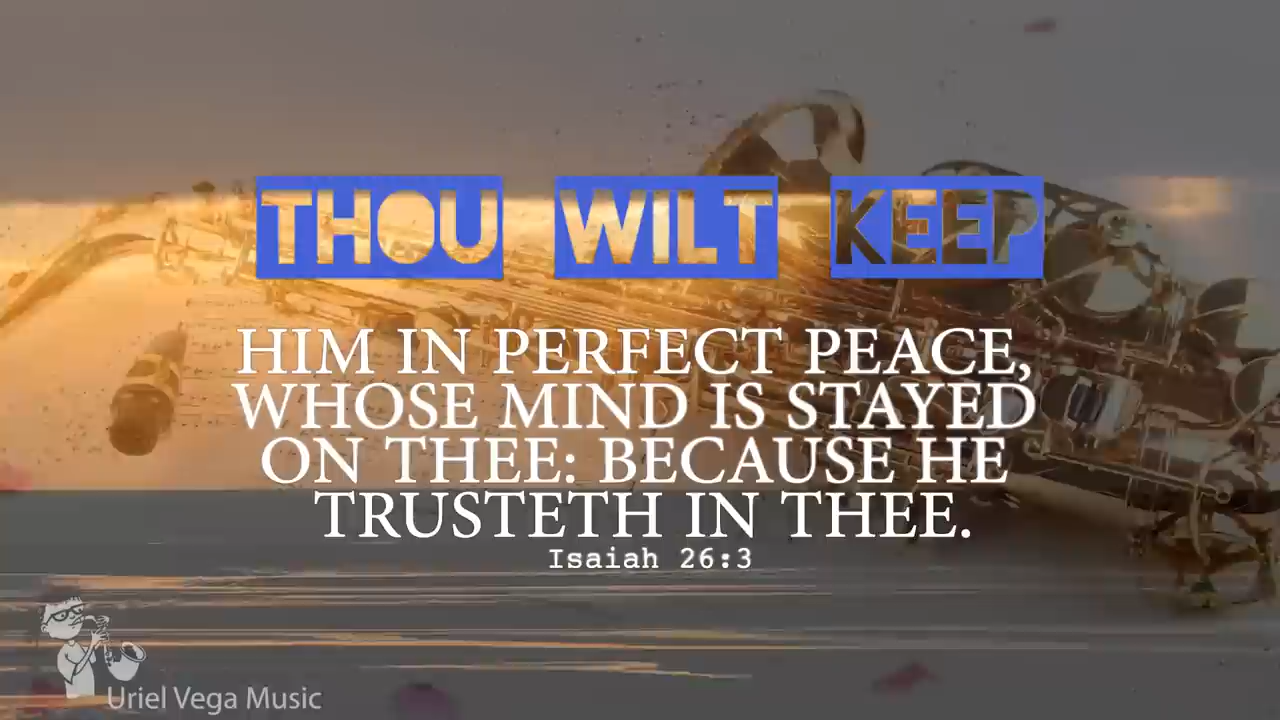 THOU WILT KEEP
HIM IN PERFECT PEACE,
WHOSE MIND IS STAYED
ON THEE: BECAUSE HE
TRUSTETH IN THEE.
Isaiah 26:3
Uriel Vega Music